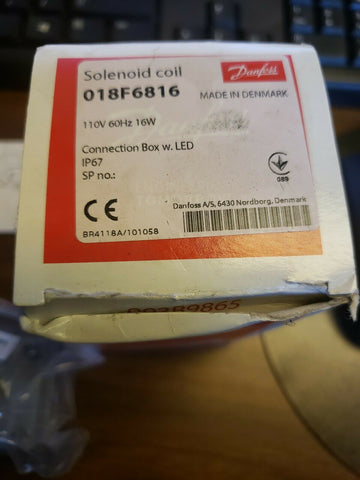 Solenoid coil
Danfoss
018F6816
MADE IN DENMARK
110V 60Hz 16W
Connection Box w. LED
IP67
SP no.:
089
CE
Danfoss A/S, 6430 Nordborg, Denmark
BR4118A/101058